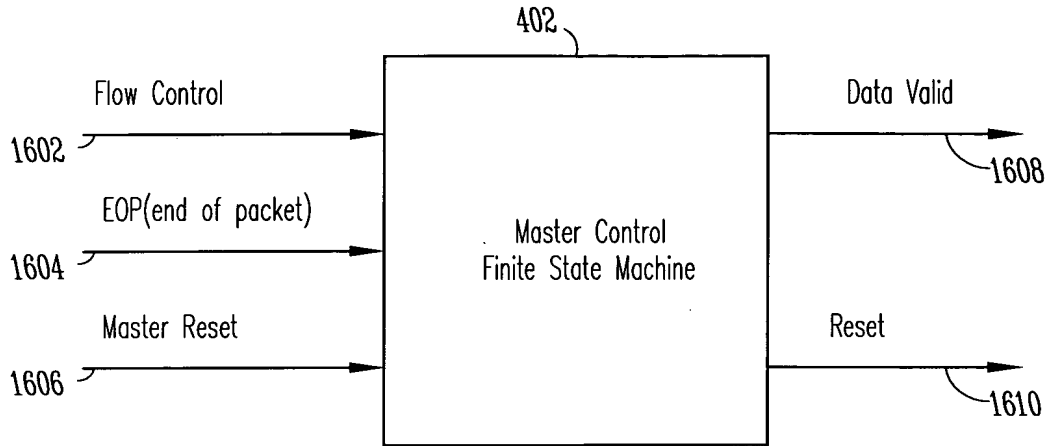 402
Flow Control
1602
EOP(end of packet)
1604
Master Reset
1606
Master Control
Finite State Machine
Data Valid
1608
Reset
1610